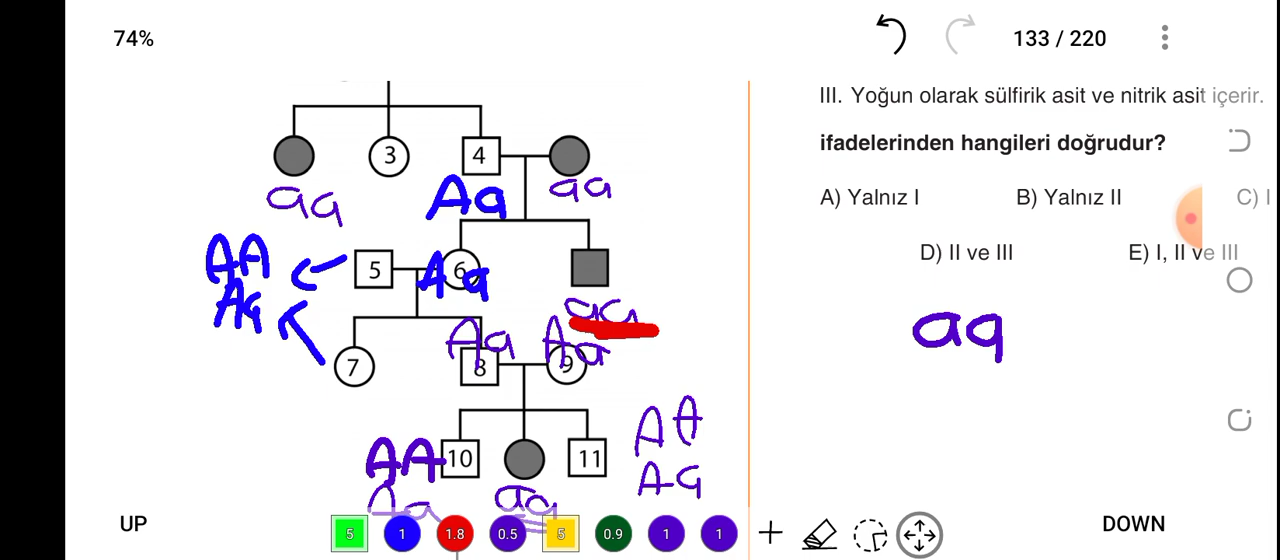 74%
133 / 220
III. Yoğun olarak sülfirik asit ve nitrik asit içerir.
ifadelerinden hangileri doğrudur?
A) Yalnız I
B) Yalnız II
C) I
D) II ve III
E) I, II ve III
3
4
aa
Aa
aa
AA
Aa
5
Aa
6
aa
Aa
Aa
7
8
9
aa
AA
Aa
AA
10
11
Aa
aa
UP
5
1
1.8
0.5
5
0.9
1
1
DOWN